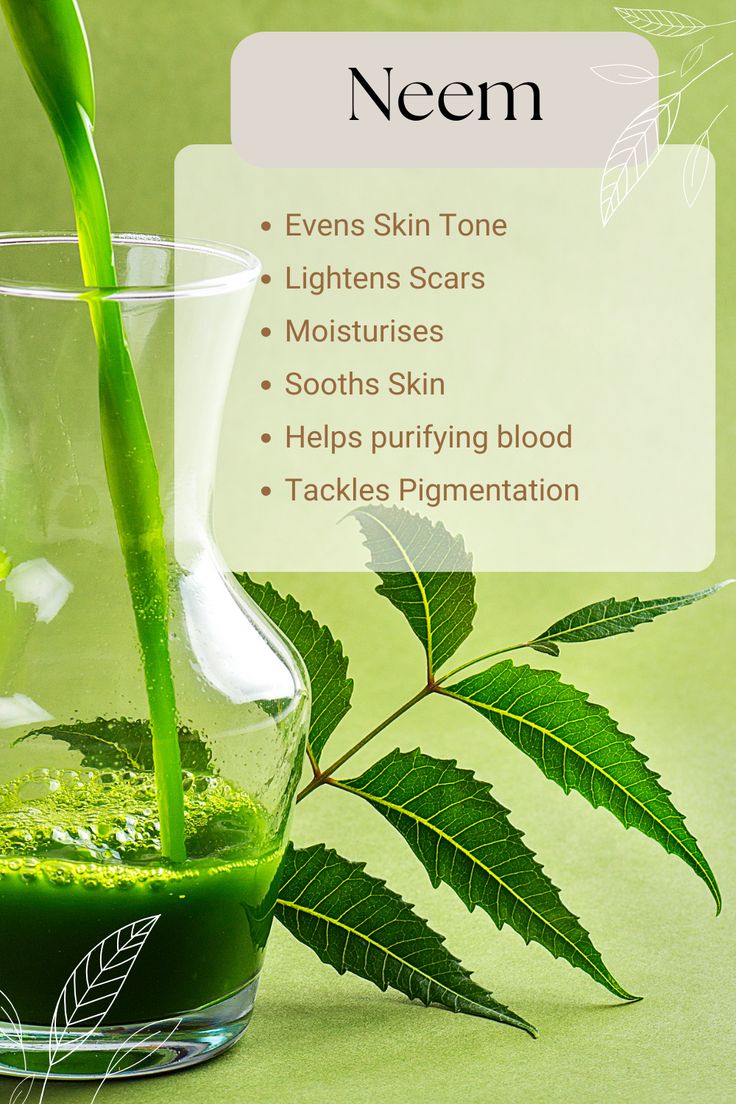 Neem
• Evens Skin Tone
• Lightens Scars
• Moisturises
• Sooths Skin
• Helps purifying blood
• Tackles Pigmentation